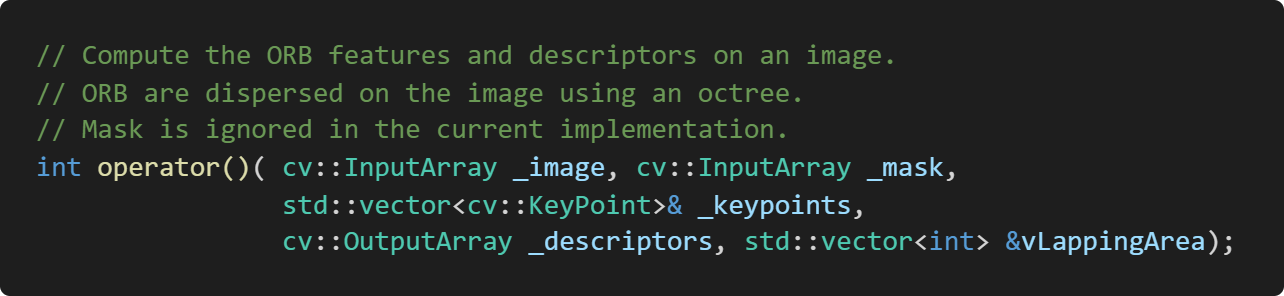 // Compute the ORB features and descriptors on an image.
// ORB are dispersed on the image using an octree.
// Mask is ignored in the current implementation.
int operator()( cv::InputArray _image, cv::InputArray _mask,
                std::vector<cv::KeyPoint>& _keypoints,
                cv::OutputArray _descriptors, std::vector<int> &vLappingArea);